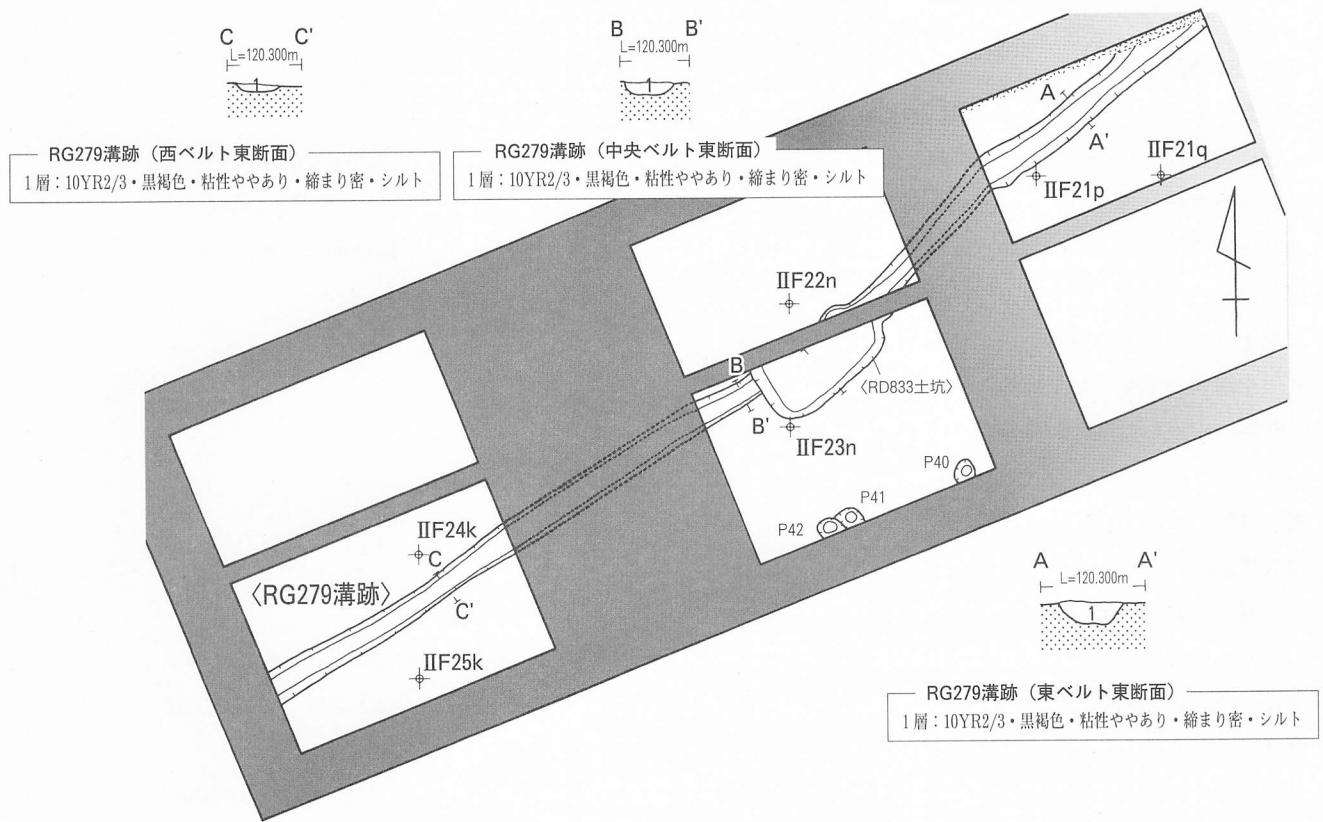 C C'
L=120.300m
1
RG279溝跡（西ベルト東断面）
1層：10YR2/3・黒褐色・粘性ややあり・締まり密・シルト
B B'
L=120.300m
1
RG279溝跡（中央ベルト東断面）
1層：10YR2/3・黒褐色・粘性ややあり・締まり密・シルト
A
A'
ⅡF21p
ⅡF21q
ⅡF22n
B
B'
〈RD833土坑〉
ⅡF23n
P40
P41
P42
ⅡF24k
C
〈RG279溝跡〉
C'
ⅡF25k
A A'
L=120.300m
1
RG279溝跡（東ベルト東断面）
1層：10YR2/3・黒褐色・粘性ややあり・締まり密・シルト